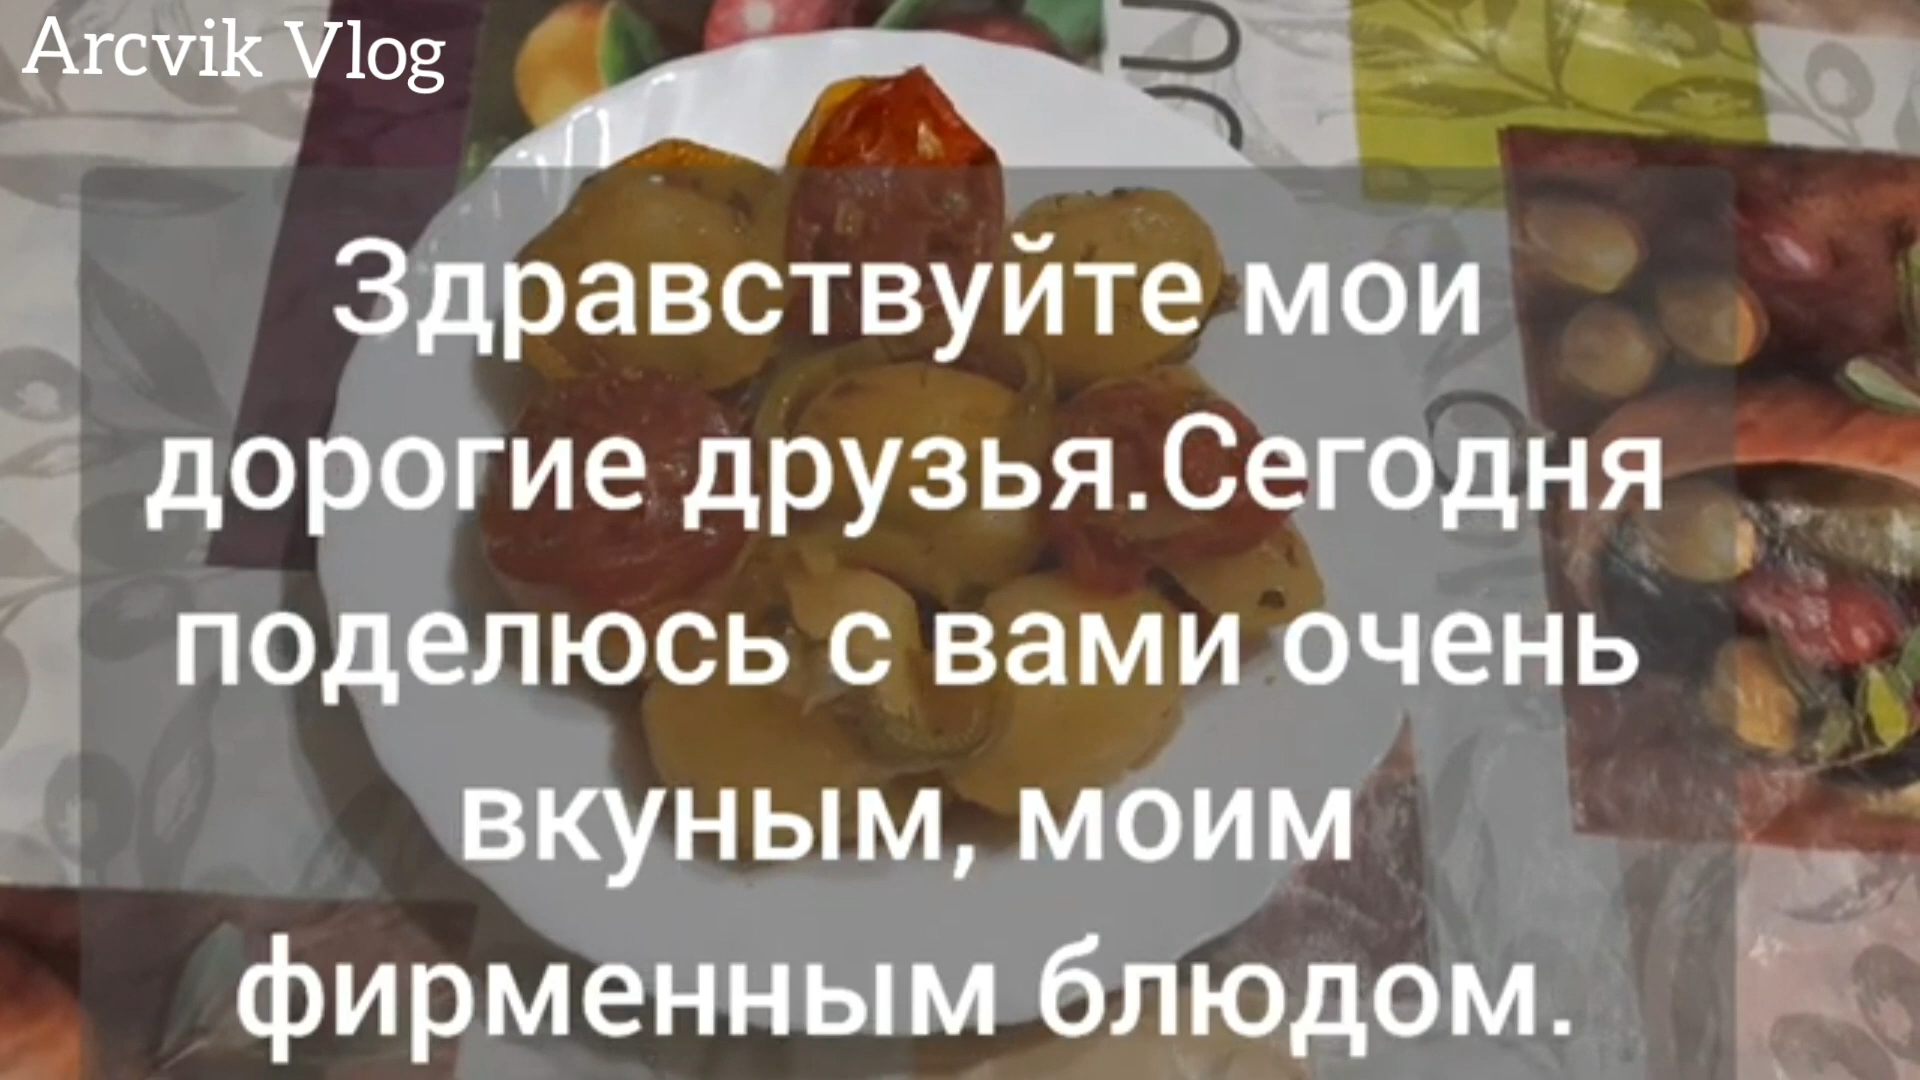 Arcvik Vlog
Здравствуйте мои
дорогие друзья.Сегодня
поделюсь с вами очень
вкуным, моим
фирменным блюдом.